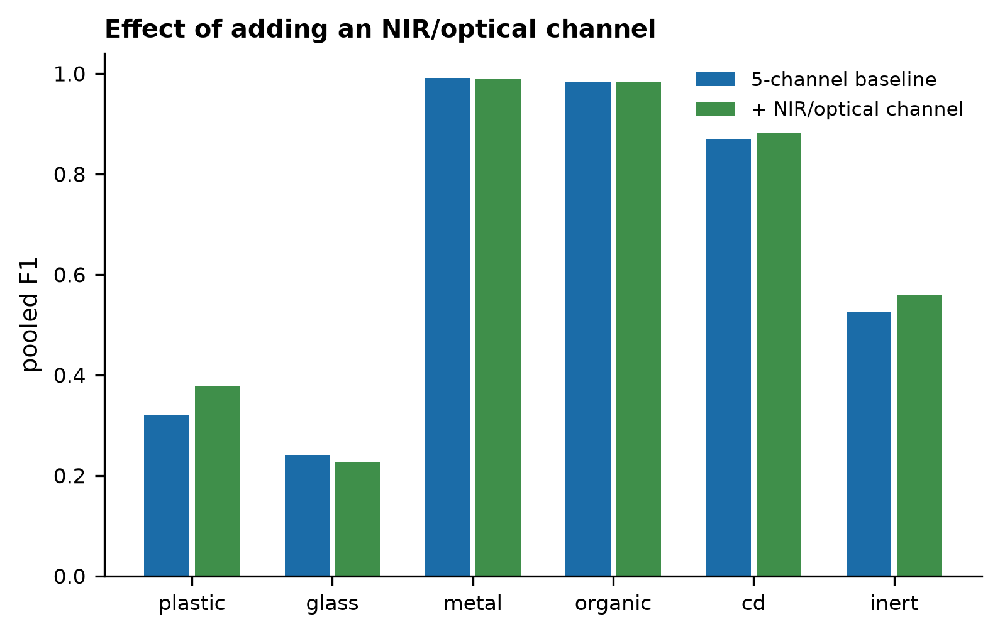 Effect of adding an NIR/optical channel
5-channel baseline
+ NIR/optical channel
pooled F1
1.0
0.8
0.6
0.4
0.2
0.0
plastic
glass
metal
organic
cd
inert